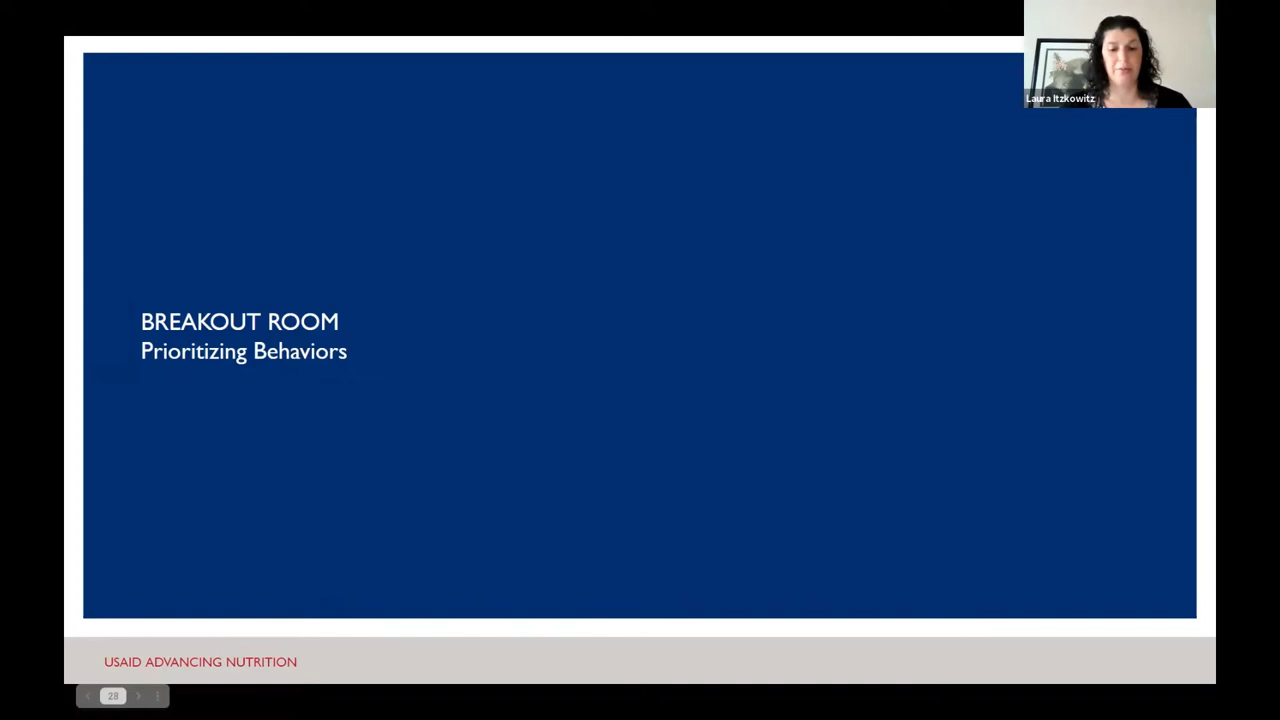 Laura Itzkowitz
BREAKOUT ROOM
Prioritizing Behaviors
USAID ADVANCING NUTRITION
28